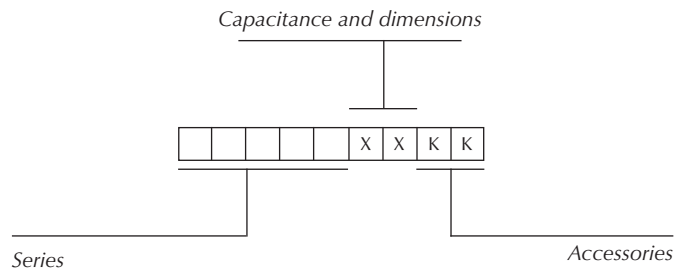 Capacitance and dimensions
X X K K
Accessories
Series